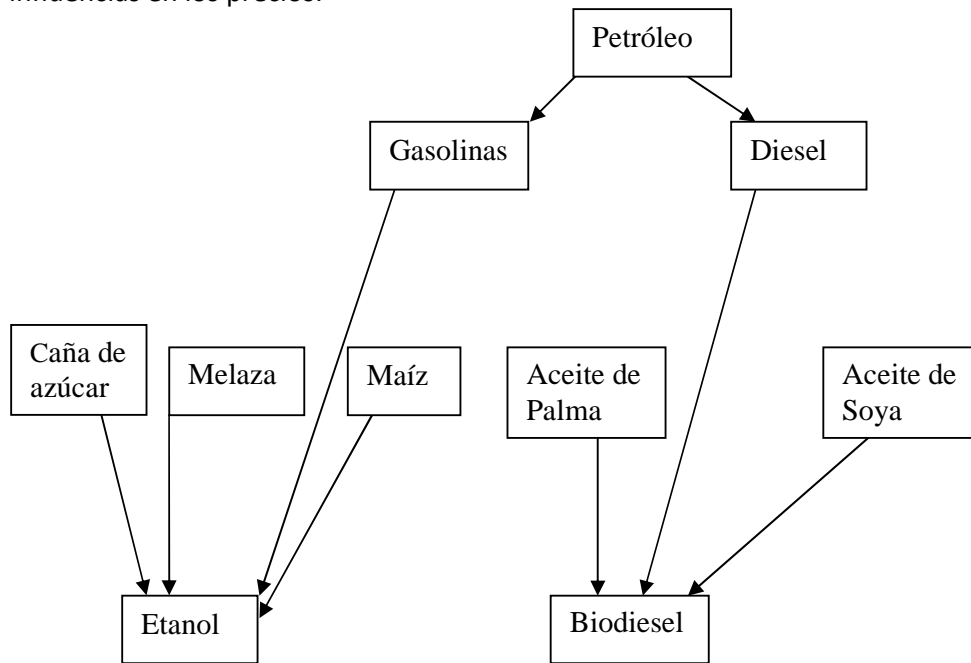 influencias en los precios.
Petróleo
Gasolinas
Diesel
Caña de
azúcar
Melaza
Maíz
Aceite de
Palma
Aceite de
Soya
Etanol
Biodiesel